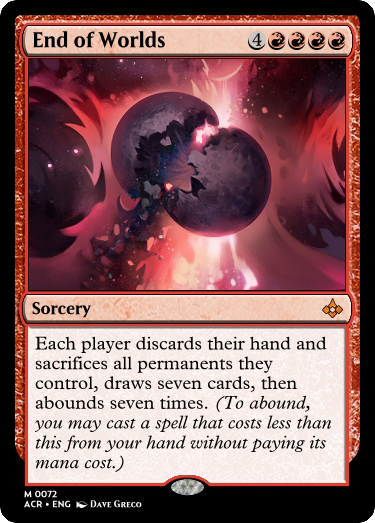 End of Worlds 4
Sorcery
Each player discards their hand and
sacrifices all permanents they
control, draws seven cards, then
abounds seven times. (To abound,
you may cast a spell that costs less than
this from your hand without paying its
mana cost.)
M 0072
ACR • ENG Dave Greco